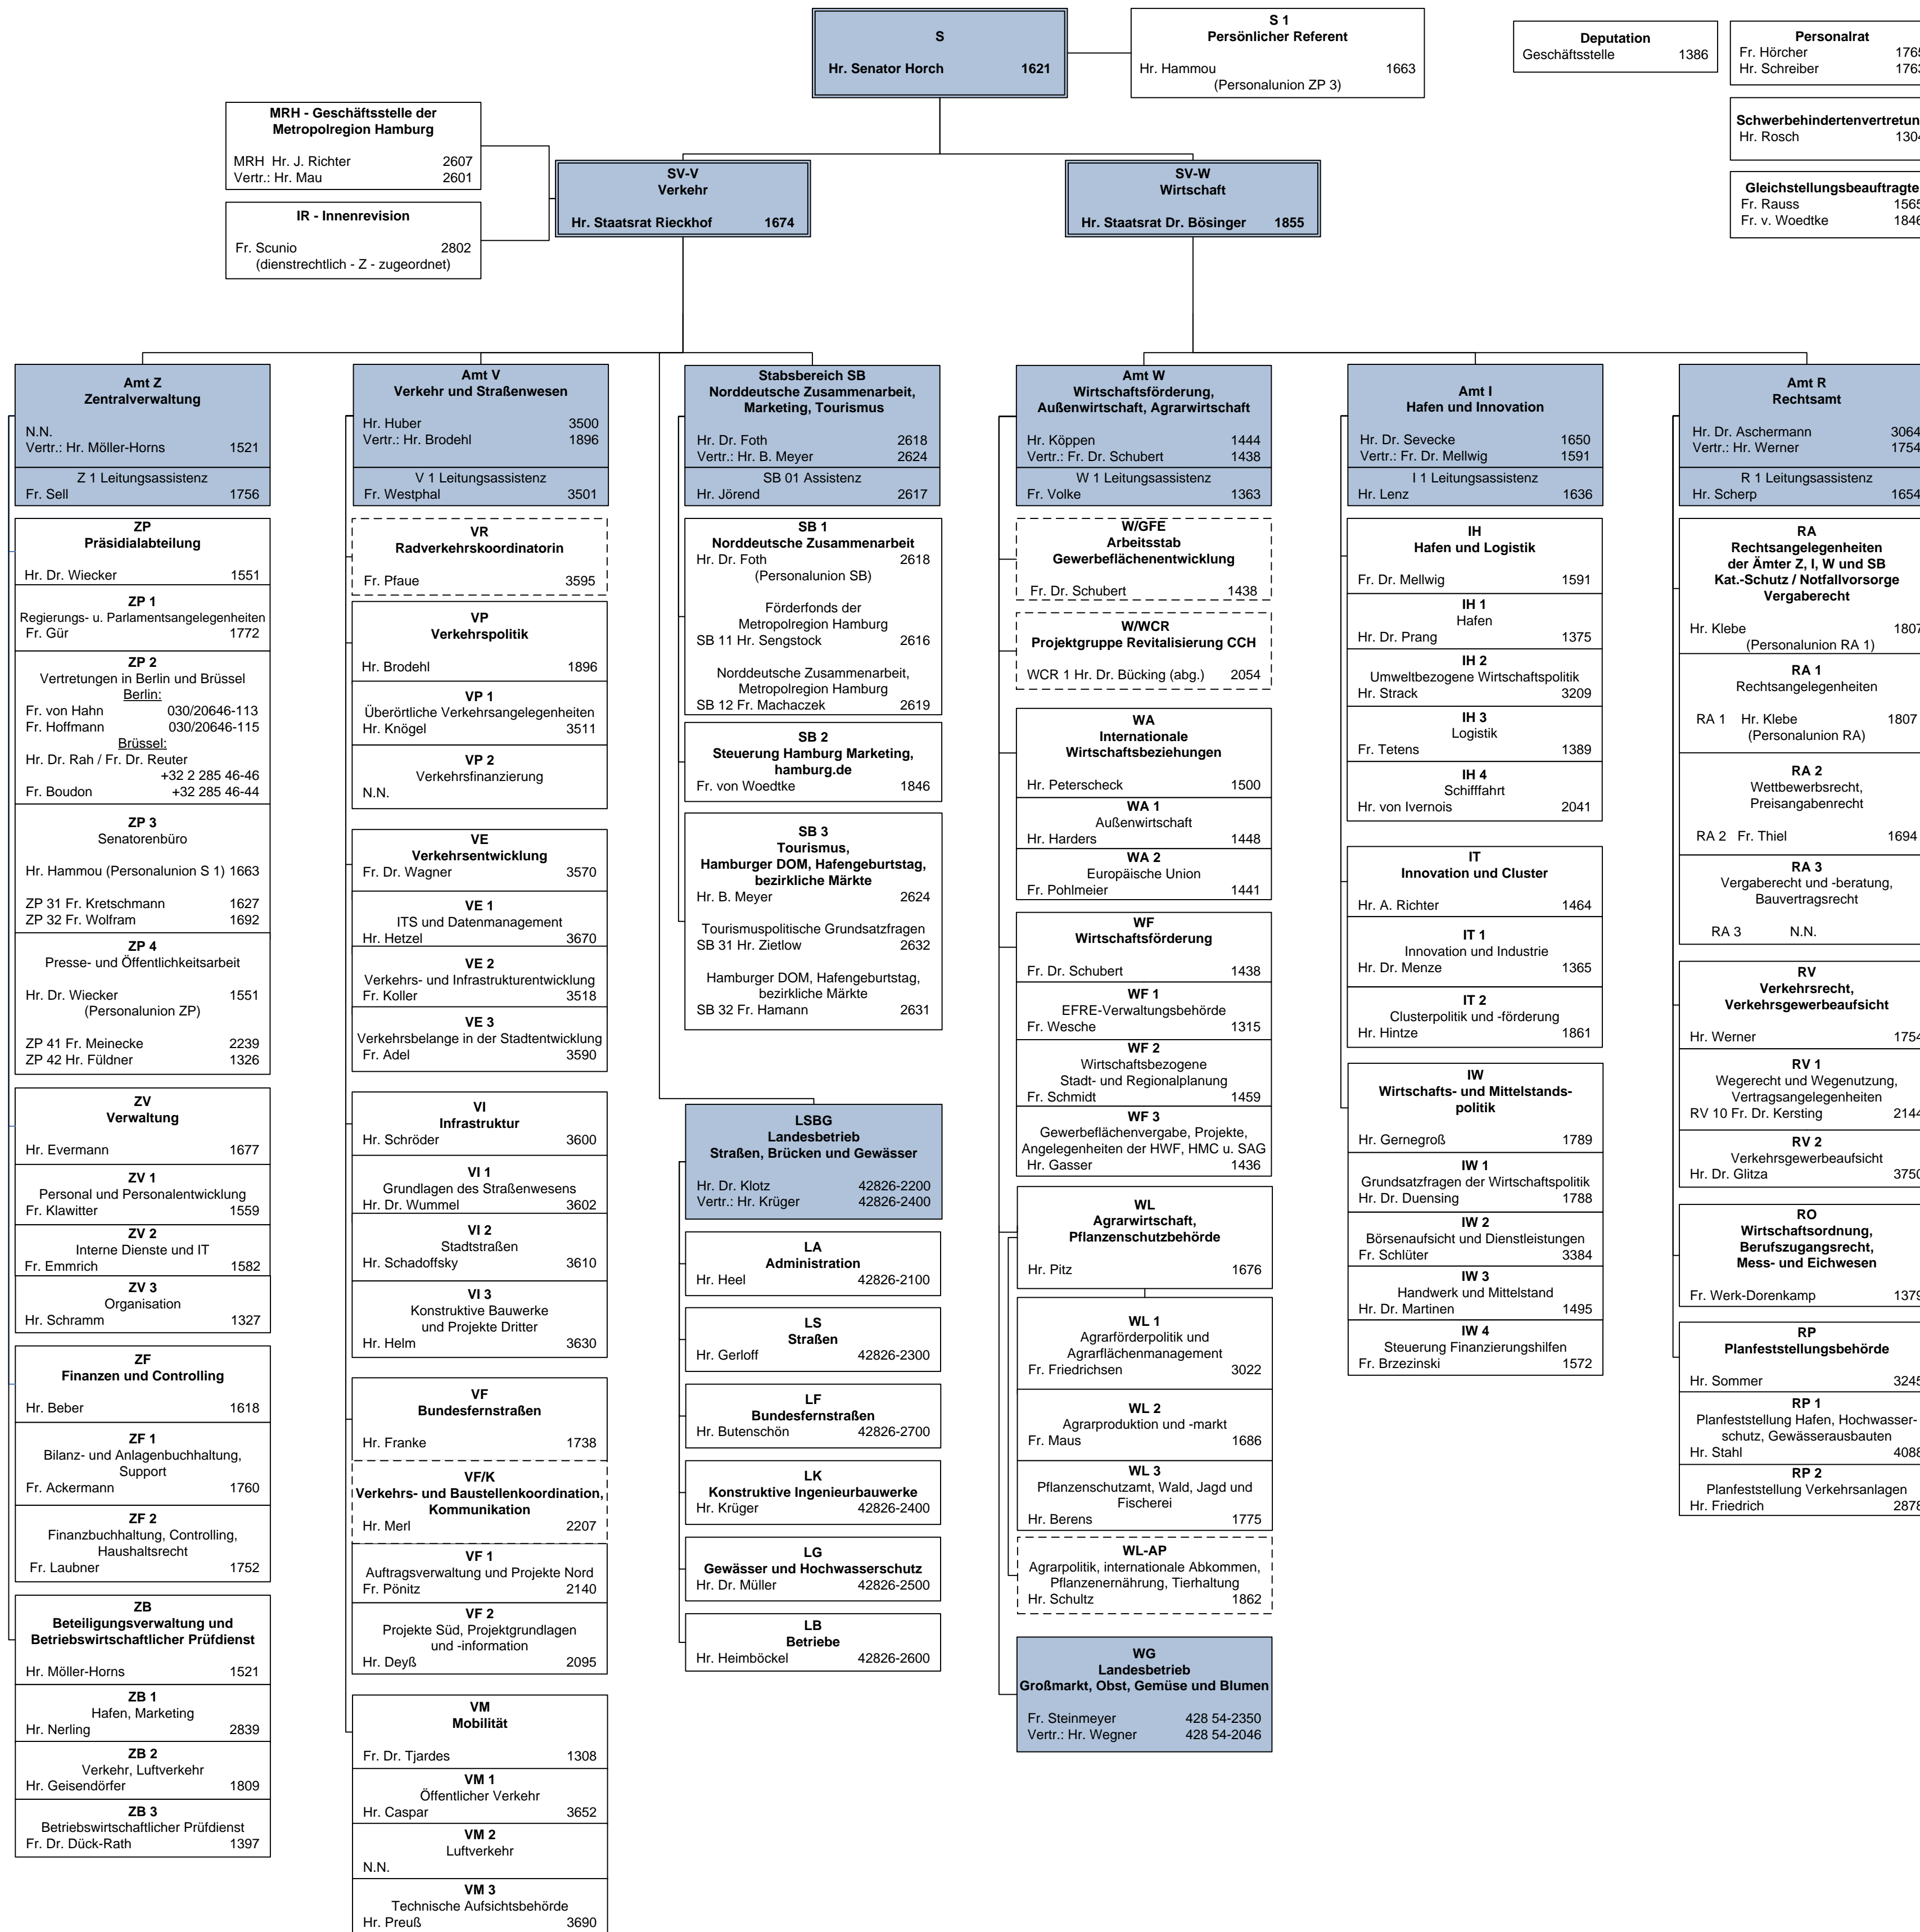 S
Hr. Senator Horch 1621
S 1
Persönlicher Referent
Hr. Hammou 1663
(Personalunion ZP 3)
Deputation
Geschäftsstelle 1386
Personalrat
Fr. Hörcher 1765
Hr. Schreiber 1763
Schwerbehindertenvertretun
Hr. Rosch 1304
Gleichstellungsbeauftragte
Fr. Rauss 1565
Fr. v. Woedtke 1846
MRH - Geschäftsstelle der
Metropolregion Hamburg
MRH Hr. J. Richter 2607
Vertr.: Hr. Mau 2601
IR - Innenrevision
Fr. Scunio 2802
(dienstrechtlich - Z - zugeordnet)
SV-V
Verkehr
Hr. Staatsrat Rieckhof 1674
SV-W
Wirtschaft
Hr. Staatsrat Dr. Bösinger 1855
Amt Z
Zentralverwaltung
N.N.
Vertr.: Hr. Möller-Horns 1521
Z 1 Leitungsassistenz
Fr. Sell 1756
ZP
Präsidialabteilung
Hr. Dr. Wiecker 1551
ZP 1
Regierungs- u. Parlamentsangelegenheiten
Fr. Gür 1772
ZP 2
Vertretungen in Berlin und Brüssel
Berlin:
Fr. von Hahn 030/20646-113
Fr. Hoffmann 030/20646-115
Brüssel:
Hr. Dr. Rah / Fr. Dr. Reuter
+32 2 285 46-46
Fr. Boudon +32 285 46-44
ZP 3
Senatorenbüro
Hr. Hammou (Personalunion S 1) 1663
ZP 31 Fr. Kretschmann 1627
ZP 32 Fr. Wolfram 1692
ZP 4
Presse- und Öffentlichkeitsarbeit
Hr. Dr. Wiecker 1551
(Personalunion ZP)
ZP 41 Fr. Meinecke 2239
ZP 42 Hr. Füldner 1326
ZV
Verwaltung
Hr. Evermann 1677
ZV 1
Personal und Personalentwicklung
Fr. Klawitter 1559
ZV 2
Interne Dienste und IT
Fr. Emmrich 1582
ZV 3
Organisation
Hr. Schramm 1327
ZF
Finanzen und Controlling
Hr. Beber 1618
ZF 1
Bilanz- und Anlagenbuchhaltung,
Support
Fr. Ackermann 1760
ZF 2
Finanzbuchhaltung, Controlling,
Haushaltsrecht
Fr. Laubner 1752
ZB
Beteiligungsverwaltung und
Betriebswirtschaftlicher Prüfdienst
Hr. Möller-Horns 1521
ZB 1
Hafen, Marketing
Hr. Nerling 2839
ZB 2
Verkehr, Luftverkehr
Hr. Geisendörfer 1809
ZB 3
Betriebswirtschaftlicher Prüfdienst
Fr. Dr. Dück-Rath 1397
Amt V
Verkehr und Straßenwesen
Hr. Huber 3500
Vertr.: Hr. Brodehl 1896
V 1 Leitungsassistenz
Fr. Westphal 3501
VR
Radverkehrskoordinatorin
Fr. Pfaue 3595
VP
Verkehrspolitik
Hr. Brodehl 1896
VP 1
Überörtliche Verkehrsangelegenheiten
Hr. Knögel 3511
VP 2
Verkehrsfinanzierung
N.N.
VE
Verkehrsentwicklung
Fr. Dr. Wagner 3570
VE 1
ITS und Datenmanagement
Hr. Hetzel 3670
VE 2
Verkehrs- und Infrastrukturentwicklung
Fr. Koller 3518
VE 3
Verkehrsbelange in der Stadtentwicklung
Fr. Adel 3590
VI
Infrastruktur
Hr. Schröder 3600
VI 1
Grundlagen des Straßenwesens
Hr. Dr. Wummel 3602
VI 2
Stadtstraßen
Hr. Schadoffsky 3610
VI 3
Konstruktive Bauwerke
und Projekte Dritter
Hr. Helm 3630
VF
Bundesfernstraßen
Hr. Franke 1738
VF/K
Verkehrs- und Baustellenkoordination,
Kommunikation
Hr. Merl 2207
VF 1
Auftragsverwaltung und Projekte Nord
Fr. Pönitz 2140
VF 2
Projekte Süd, Projektgrundlagen
und -information
Hr. Deyß 2095
VM
Mobilität
Fr. Dr. Tjardes 1308
VM 1
Öffentlicher Verkehr
Hr. Caspar 3652
VM 2
Luftverkehr
N.N.
VM 3
Technische Aufsichtsbehörde
Hr. Preuß 3690
Stabsbereich SB
Norddeutsche Zusammenarbeit,
Marketing, Tourismus
Hr. Dr. Foth 2618
Vertr.: Hr. B. Meyer 2624
SB 01 Assistenz
Hr. Jörend 2617
SB 1
Norddeutsche Zusammenarbeit
Hr. Dr. Foth 2618
(Personalunion SB)
Förderfonds der
Metropolregion Hamburg
SB 11 Hr. Sengstock 2616
Norddeutsche Zusammenarbeit,
Metropolregion Hamburg
SB 12 Fr. Machaczek 2619
SB 2
Steuerung Hamburg Marketing,
hamburg.de
Fr. von Woedtke 1846
SB 3
Tourismus,
Hamburger DOM, Hafengeburtstag,
bezirkliche Märkte
Hr. B. Meyer 2624
Tourismuspolitische Grundsatzfragen
SB 31 Hr. Zietlow 2632
Hamburger DOM, Hafengeburtstag,
bezirkliche Märkte
SB 32 Fr. Hamann 2631
LSBG
Landesbetrieb
Straßen, Brücken und Gewässer
Hr. Dr. Klotz 42826-2200
Vertr.: Hr. Krüger 42826-2400
LA
Administration
Hr. Heel 42826-2100
LS
Straßen
Hr. Gerloff 42826-2300
LF
Bundesfernstraßen
Hr. Butenschön 42826-2700
LK
Konstruktive Ingenieurbauwerke
Hr. Krüger 42826-2400
LG
Gewässer und Hochwasserschutz
Hr. Dr. Müller 42826-2500
LB
Betriebe
Hr. Heimböckel 42826-2600
Amt W
Wirtschaftsförderung,
Außenwirtschaft, Agrarwirtschaft
Hr. Köppen 1444
Vertr.: Fr. Dr. Schubert 1438
W 1 Leitungsassistenz
Fr. Volke 1363
W/GFE
Arbeitsstab
Gewerbeflächenentwicklung
Fr. Dr. Schubert 1438
W/WCR
Projektgruppe Revitalisierung CCH
WCR 1 Hr. Dr. Bücking (abg.) 2054
WA
Internationale
Wirtschaftsbeziehungen
Hr. Peterscheck 1500
WA 1
Außenwirtschaft
Hr. Harders 1448
WA 2
Europäische Union
Fr. Pohlmeier 1441
WF
Wirtschaftsförderung
Fr. Dr. Schubert 1438
WF 1
EFRE-Verwaltungsbehörde
Fr. Wesche 1315
WF 2
Wirtschaftsbezogene
Stadt- und Regionalplanung
Fr. Schmidt 1459
WF 3
Gewerbeflächenvergabe, Projekte,
Angelegenheiten der HWF, HMC u. SAG
Hr. Gasser 1436
WL
Agrarwirtschaft,
Pflanzenschutzbehörde
Hr. Pitz 1676
WL 1
Agrarförderpolitik und
Agrarflächenmanagement
Fr. Friedrichsen 3022
WL 2
Agrarproduktion und -markt
Fr. Maus 1686
WL 3
Pflanzenschutzamt, Wald, Jagd und
Fischerei
Hr. Berens 1775
WL-AP
Agrarpolitik, internationale Abkommen,
Pflanzenernährung, Tierhaltung
Hr. Schultz 1862
WG
Landesbetrieb
Großmarkt, Obst, Gemüse und Blumen
Fr. Steinmeyer 428 54-2350
Vertr.: Hr. Wegner 428 54-2046
Amt I
Hafen und Innovation
Hr. Dr. Sevecke 1650
Vertr.: Fr. Dr. Mellwig 1591
I 1 Leitungsassistenz
Hr. Lenz 1636
IH
Hafen und Logistik
Fr. Dr. Mellwig 1591
IH 1
Hafen
Hr. Dr. Prang 1375
IH 2
Umweltbezogene Wirtschaftspolitik
Hr. Strack 3209
IH 3
Logistik
Fr. Tetens 1389
IH 4
Schifffahrt
Hr. von Ivernois 2041
IT
Innovation und Cluster
Hr. A. Richter 1464
IT 1
Innovation und Industrie
Hr. Dr. Menze 1365
IT 2
Clusterpolitik und -förderung
Hr. Hintze 1861
IW
Wirtschafts- und Mittelstands-
politik
Hr. Gernegroß 1789
IW 1
Grundsatzfragen der Wirtschaftspolitik
Hr. Dr. Duensing 1788
IW 2
Börsenaufsicht und Dienstleistungen
Fr. Schlüter 3384
IW 3
Handwerk und Mittelstand
Hr. Dr. Martinen 1495
IW 4
Steuerung Finanzierungshilfen
Fr. Brzezinski 1572
Amt R
Rechtsamt
Hr. Dr. Aschermann 3064
Vertr.: Hr. Werner 1754
R 1 Leitungsassistenz
Hr. Scherp 1654
RA
Rechtsangelegenheiten
der Ämter Z, I, W und SB
Kat.-Schutz / Notfallvorsorge
Vergaberecht
Hr. Klebe 1807
(Personalunion RA 1)
RA 1
Rechtsangelegenheiten
RA 1 Hr. Klebe 1807
(Personalunion RA)
RA 2
Wettbewerbsrecht,
Preisangabenrecht
RA 2 Fr. Thiel 1694
RA 3
Vergaberecht und -beratung,
Bauvertragsrecht
RA 3 N.N.
RV
Verkehrsrecht,
Verkehrsgewerbeaufsicht
Hr. Werner 1754
RV 1
Wegerecht und Wegenutzung,
Vertragsangelegenheiten
RV 10 Fr. Dr. Kersting 2144
RV 2
Verkehrsgewerbeaufsicht
Hr. Dr. Glitza 3750
RO
Wirtschaftsordnung,
Berufszugangsrecht,
Mess- und Eichwesen
Fr. Werk-Dorenkamp 1379
RP
Planfeststellungsbehörde
Hr. Sommer 3245
RP 1
Planfeststellung Hafen, Hochwasser-
schutz, Gewässerausbauten
Hr. Stahl 4088
RP 2
Planfeststellung Verkehrsanlagen
Hr. Friedrich 2878